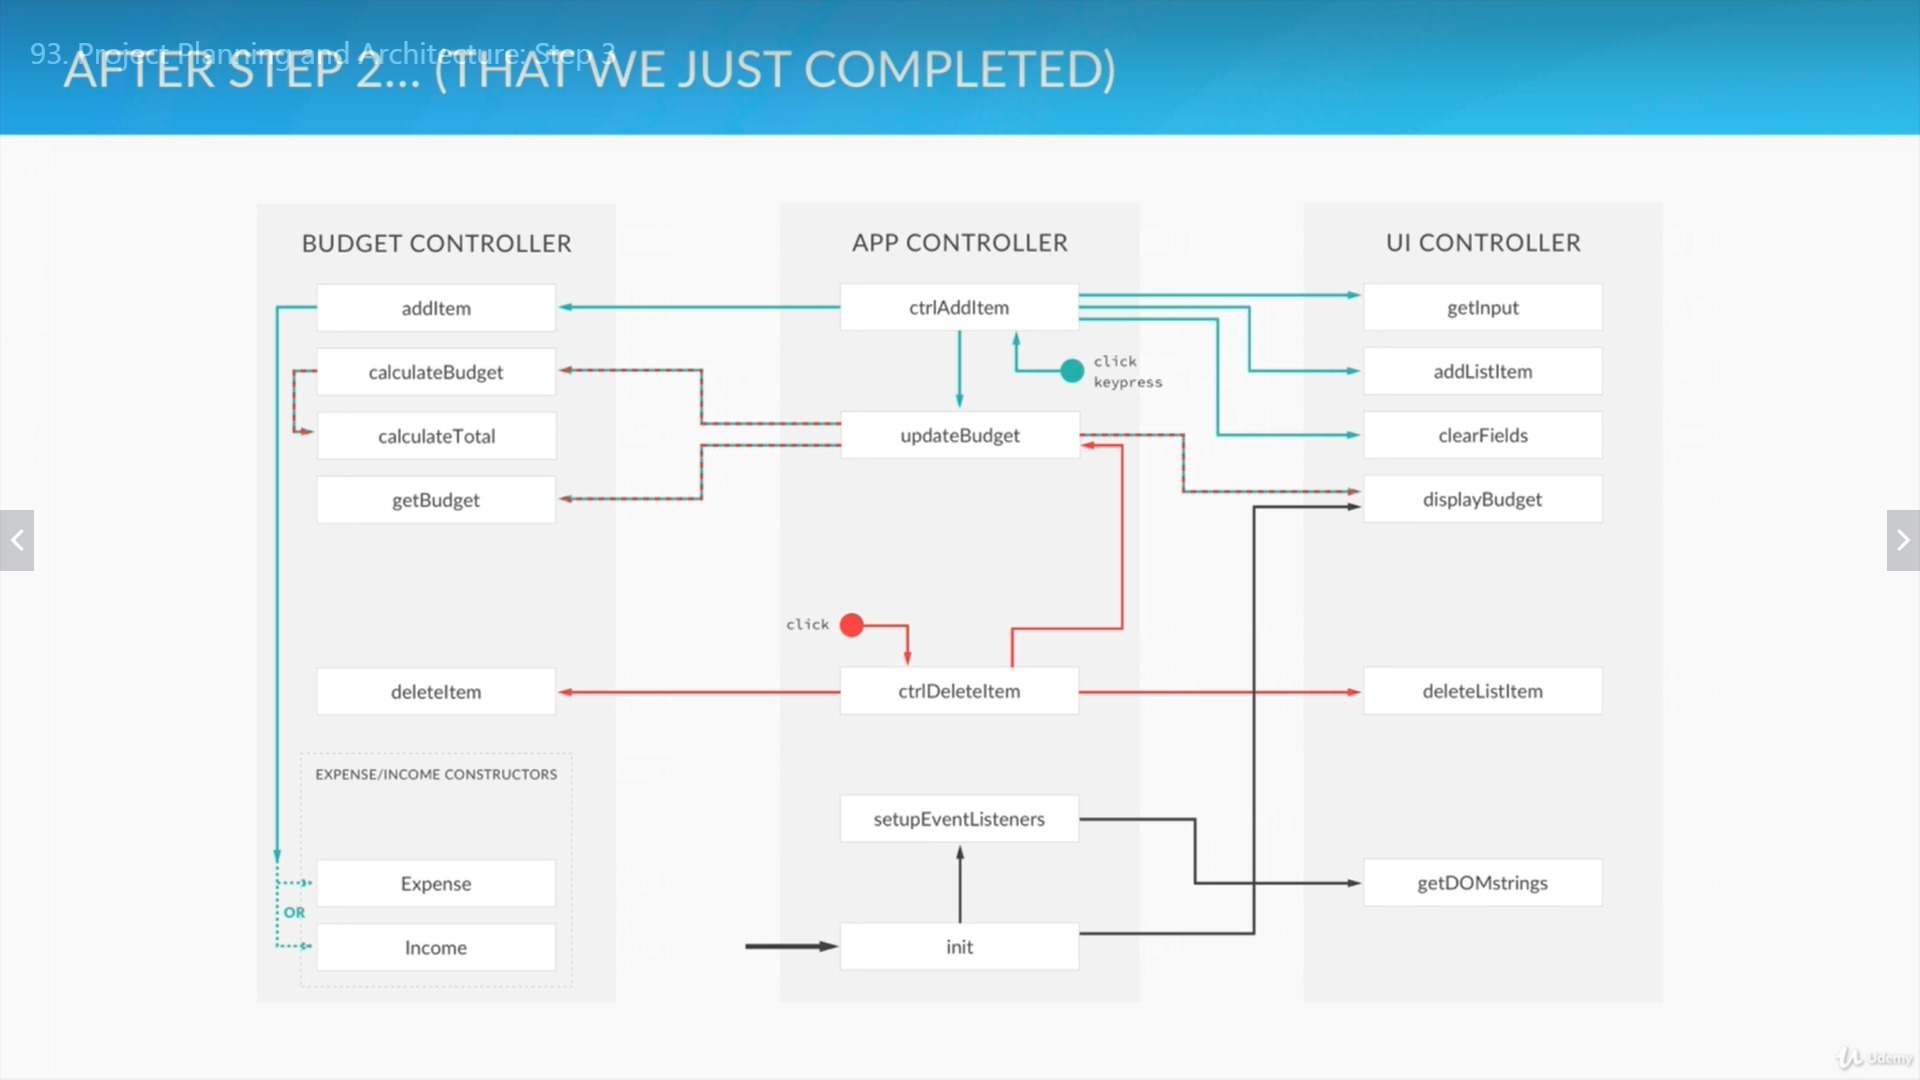 93. Project Planning and Architecture: Step 3
AFTER STEP 2... (THAT WE JUST COMPLETED)
BUDGET CONTROLLER
addItem
calculateBudget
calculateTotal
getBudget
deleteItem
EXPENSE/INCOME CONSTRUCTORS
Expense
OR
Income
APP CONTROLLER
ctrlAddItem
click
keypress
updateBudget
click
ctrlDeleteItem
setupEventListeners
init
UI CONTROLLER
getInput
addListItem
clearFields
displayBudget
deleteListItem
getDOMstrings
Udemy